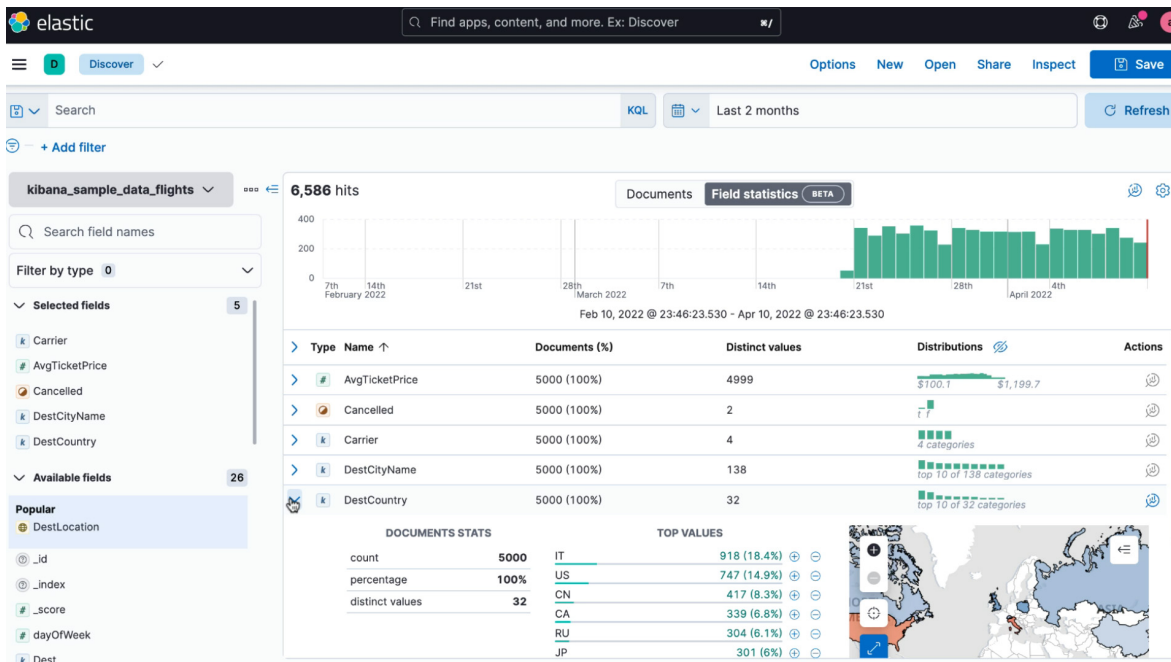 elastic
Find apps, content, and more. Ex: Discover ⌘/
D Discover Options New Open Share Inspect Save
Search KQL Last 2 months Refresh
+ Add filter
kibana_sample_data_flights
6,586 hits Documents Field statistics BETA
Search field names
Filter by type 0
Selected fields 5
k Carrier
# AvgTicketPrice
Cancelled
k DestCityName
k DestCountry
Available fields 26
Popular
DestLocation
_id
_index
# _score
# dayOfWeek
k Dest
400
200
0
7th 14th 21st 28th 7th 14th 21st 28th 4th
February 2022 March 2022 April 2022
Feb 10, 2022 @ 23:46:23.530 - Apr 10, 2022 @ 23:46:23.530
Type Name ↑ Documents (%) Distinct values Distributions Actions
# AvgTicketPrice 5000 (100%) 4999 $100.1 $1,199.7
Cancelled 5000 (100%) 2 t f
k Carrier 5000 (100%) 4 4 categories
k DestCityName 5000 (100%) 138 top 10 of 138 categories
k DestCountry 5000 (100%) 32 top 10 of 32 categories
DOCUMENTS STATS
count 5000
percentage 100%
distinct values 32
TOP VALUES
IT 918 (18.4%)
US 747 (14.9%)
CN 417 (8.3%)
CA 339 (6.8%)
RU 304 (6.1%)
JP 301 (6%)
ASIA